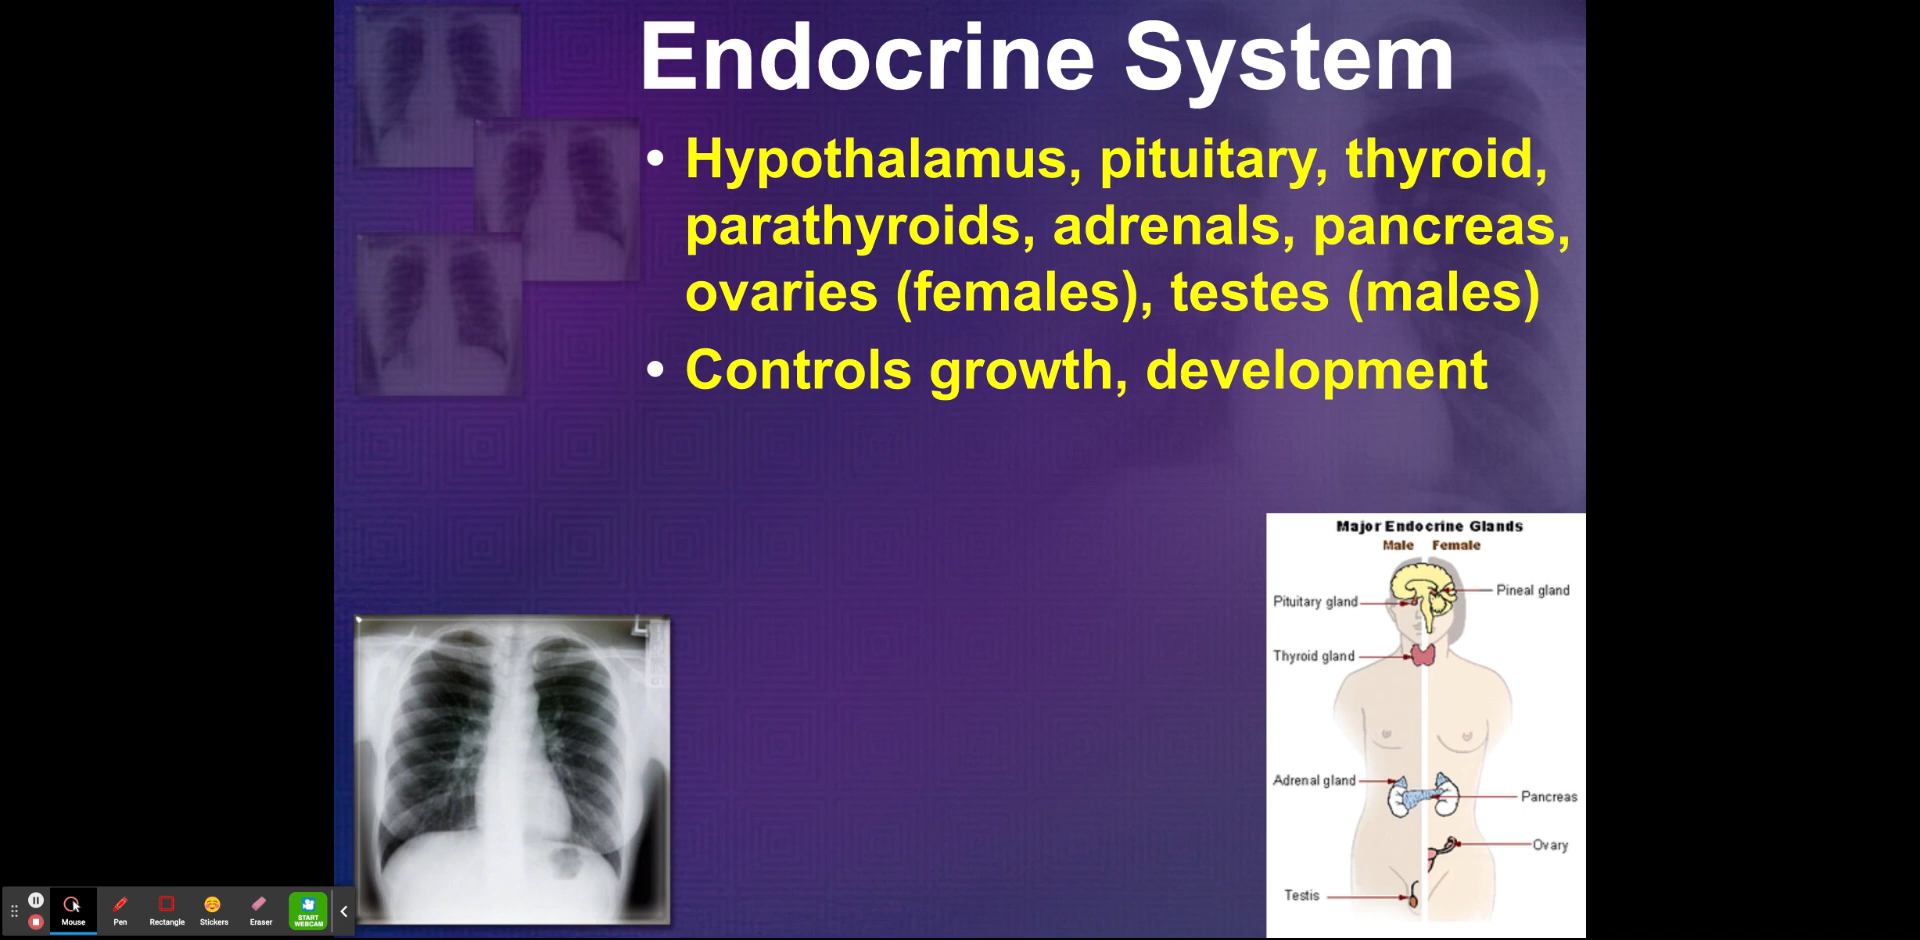 Endocrine System
• Hypothalamus, pituitary, thyroid,
parathyroids, adrenals, pancreas,
ovaries (females), testes (males)
• Controls growth, development
Major Endocrine Glands
Male Female
Pineal gland
Pituitary gland
Thyroid gland
Adrenal gland
Pancreas
Ovary
Testis
Mouse
Pen
Rectangle
Stickers
Eraser
START
WEBCAM